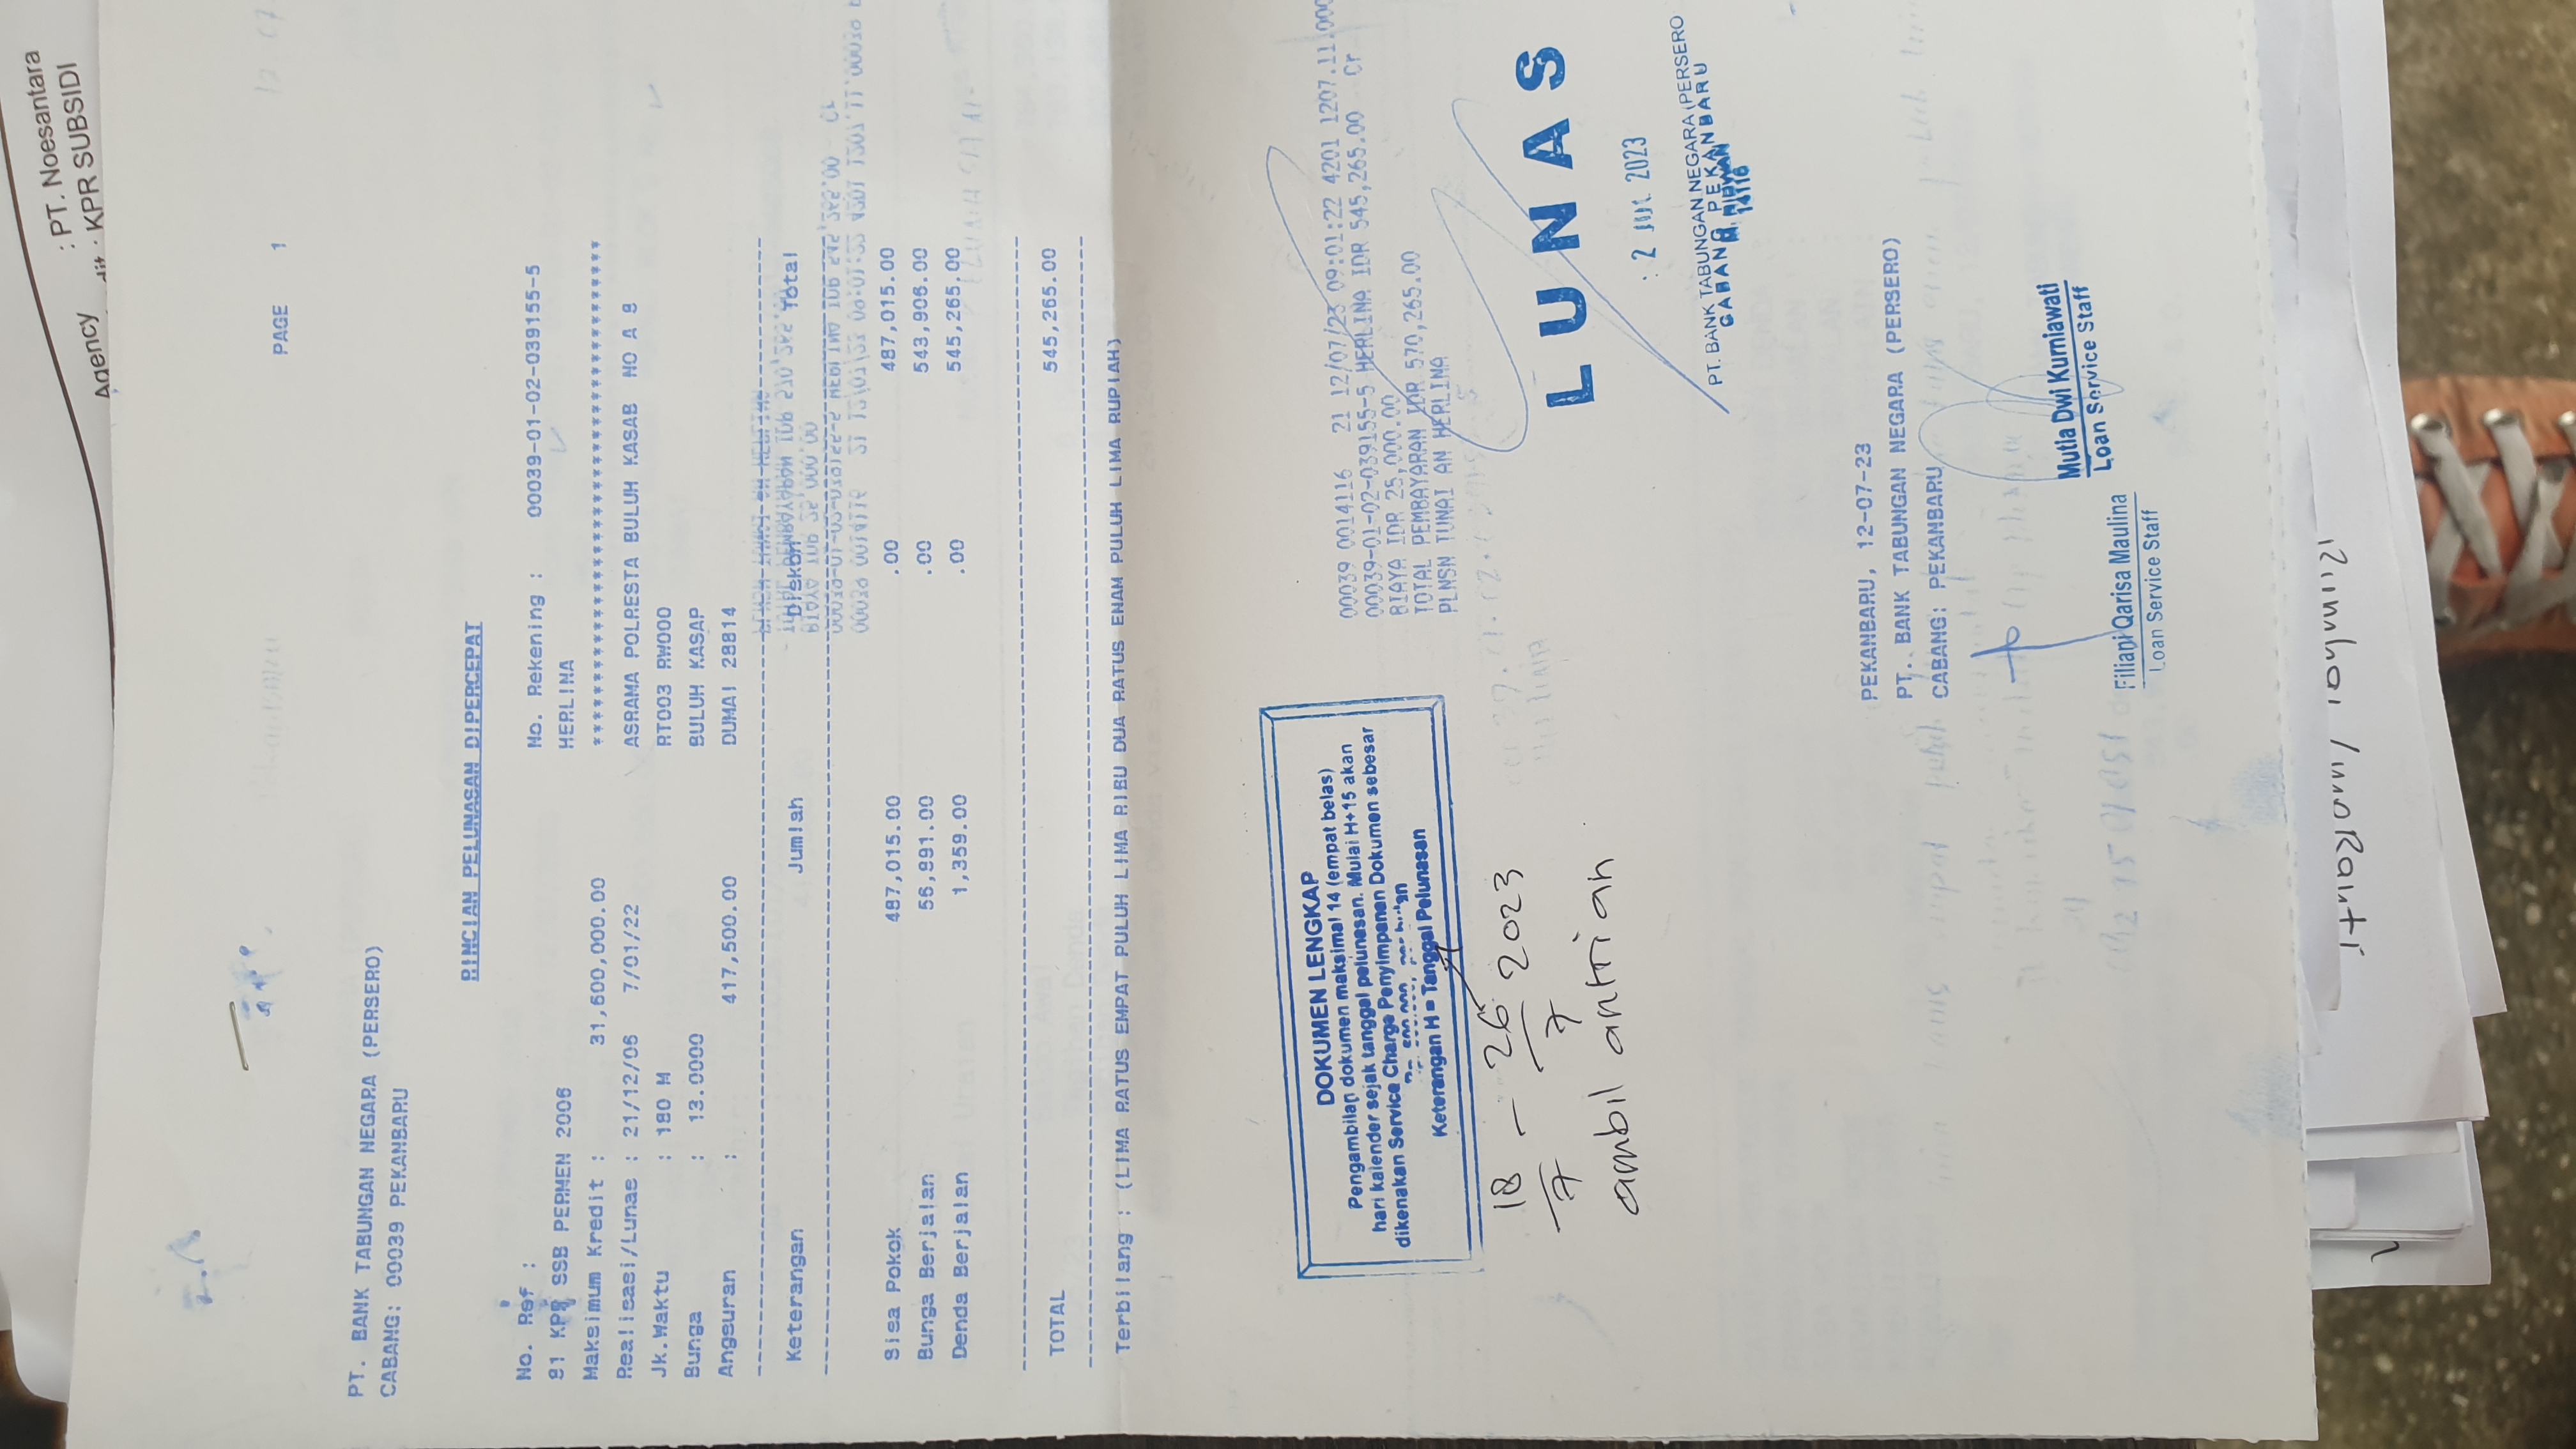 : PT. Noesantara
Agency
: KPR SUBSIDI
PAGE 1
PT. BANK TABUNGAN NEGARA (PERSERO)
CABANG: 00039 PEKANBARU
RINCIAN PELUNASAN DIPERCEPAT
No. Ref : No. Rekening : 00039-01-02-039155-5
91 KPR SSB PERMEN 2006 HERLINA
Maksimum Kredit : 31,600,000.00 ********************************
Realisasi/Lunas : 21/12/06 7/01/22 ASRAMA POLRESTA BULUH KASAB NO A 9
Jk.Waktu : 180 M RT003 RW000
Bunga : 13.0000 BULUH KASAP
Angsuran : 417,500.00 DUMAI 28814
Keterangan Jumlah Diskon Total
Sisa Pokok 487,015.00 .00 487,015.00
Bunga Berjalan 56,891.00 .00 543,906.00
Denda Berjalan 1,359.00 .00 545,265.00
TOTAL 545,265.00
Terbilang : (LIMA RATUS EMPAT PULUH LIMA RIBU DUA RATUS ENAM PULUH LIMA RUPIAH)
00039 0014116 21 12/07/23 09:01:22 4201 1207.11.000
00039-01-02-039155-5 HERLINA IDR 545,265.00 Cr
BIAYA IDR 25,000.00
TOTAL PEMBAYARAN IDR 570,265.00
PLNSN TUNAI AN HERLINA
DOKUMEN LENGKAP
Pengambilan dokumen maksimal 14 (empat belas)
hari kalender sejak tanggal pelunasan. Mulai H+15 akan
dikenakan Service Charge Penyimpanan Dokumen sebesar
Keterangan H = Tanggal Pelunasan
LUNAS
18/7 - 26/7 2023
ambil antrian
: 2 JUL 2023
PT. BANK TABUNGAN NEGARA (PERSERO
CABANG PEKANBARU
14116
PEKANBARU, 12-07-23
PT. BANK TABUNGAN NEGARA (PERSERO)
CABANG: PEKANBARU
Filiapi Qarisa Maulina
Loan Service Staff
Mutia Dwi Kurniawati
Loan Service Staff